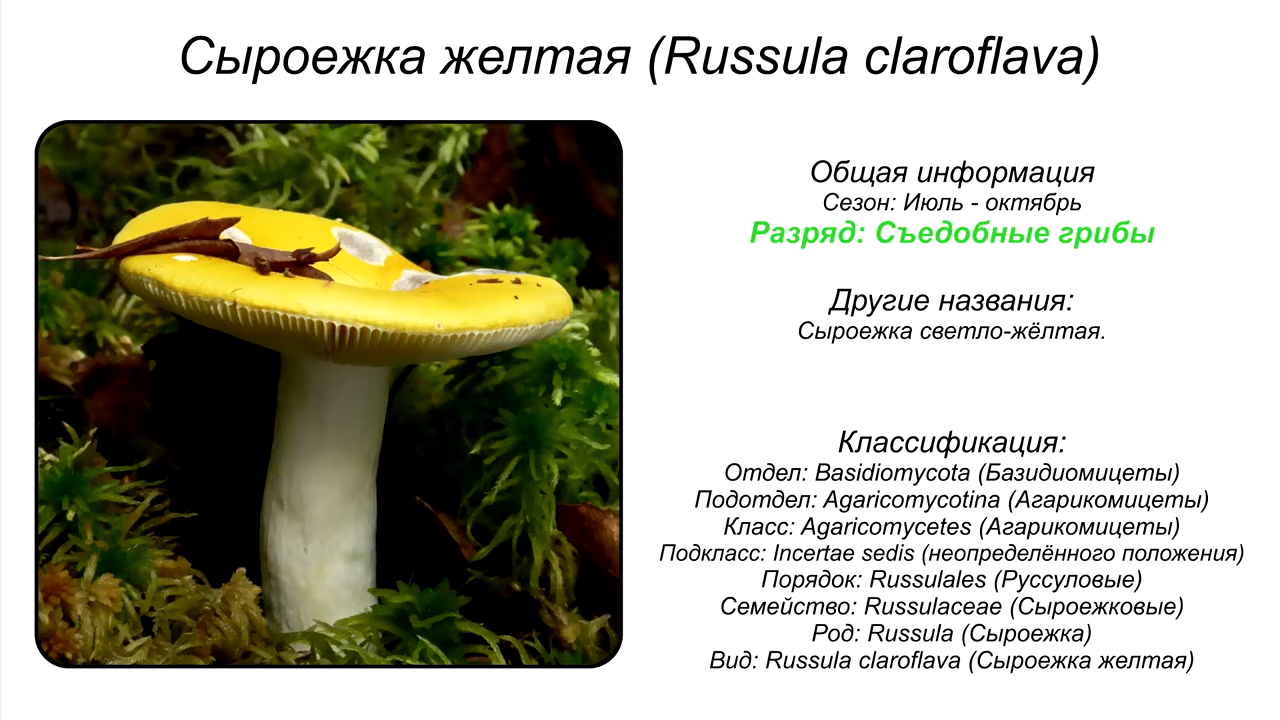 Сыроежка желтая (Russula claroflava)
Общая информация
Сезон: Июль - октябрь
Разряд: Съедобные грибы
Другие названия:
Сыроежка светло-жёлтая.
Классификация:
Отдел: Basidiomycota (Базидиомицеты)
Подотдел: Agaricomycotina (Агарикомицеты)
Класс: Agaricomycetes (Агарикомицеты)
Подкласс: Incertae sedis (неопределённого положения)
Порядок: Russulales (Руссуловые)
Семейство: Russulaceae (Сыроежковые)
Род: Russula (Сыроежка)
Вид: Russula claroflava (Сыроежка желтая)